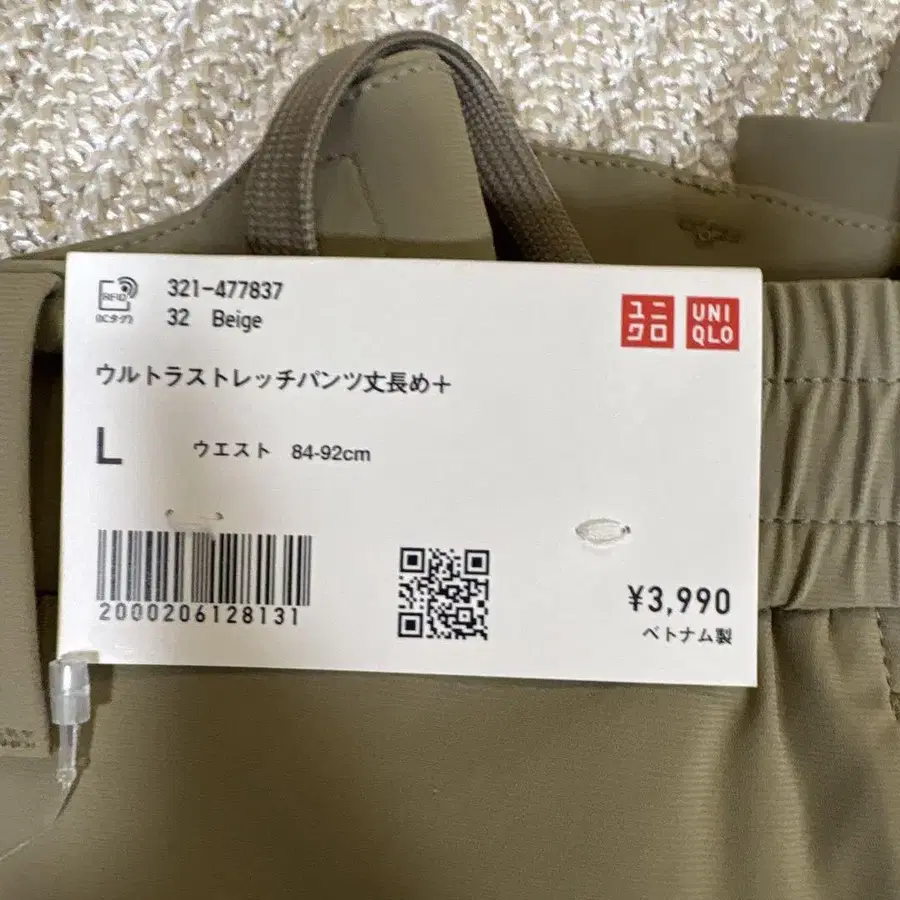 321-477837
32 Beige
RFID
(ICタグ)
ユニ
クロ
UNI
QLO
ウルトラストレッチパンツ丈長め＋
L ウエスト 84-92cm
2000206128131
¥3,990
ベトナム製